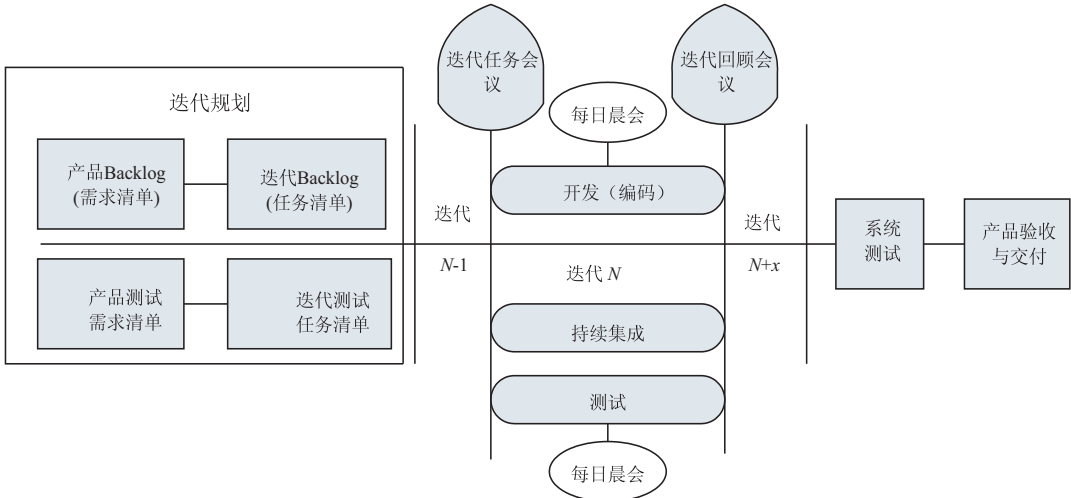 迭代规划
产品Backlog
(需求清单)
迭代Backlog
(任务清单)
产品测试
需求清单
迭代测试
任务清单
迭代
N-1
迭代任务会
议
每日晨会
迭代回顾会
议
开发（编码）
迭代 N
持续集成
测试
每日晨会
迭代
N+x
系统
测试
产品验收
与交付